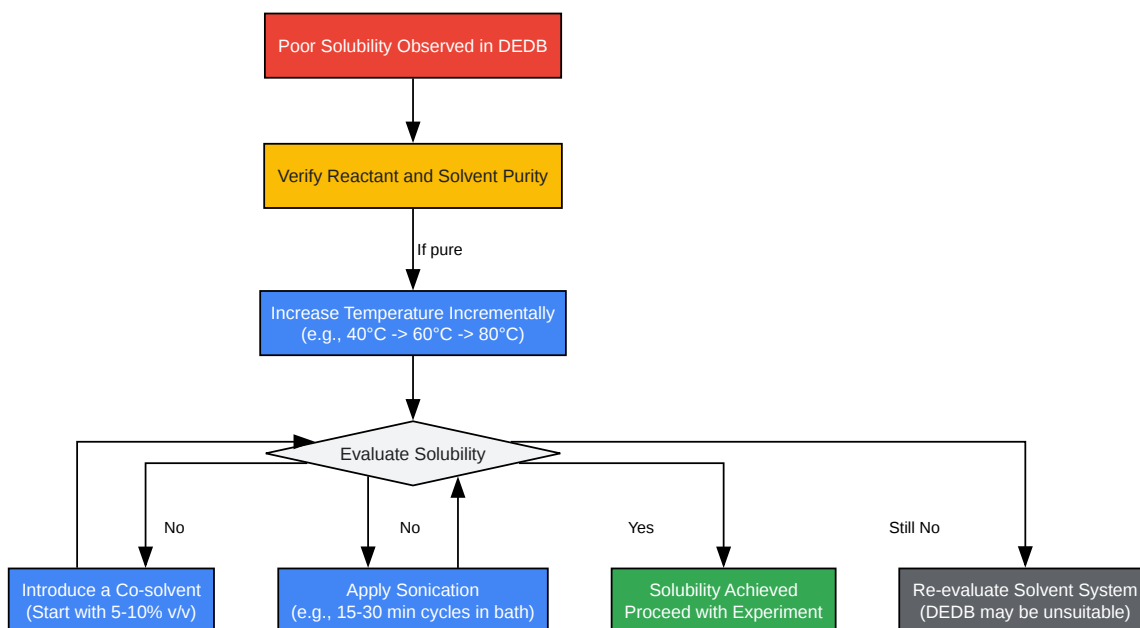 Poor Solubility Observed in DEDB
Verify Reactant and Solvent Purity
If pure
Increase Temperature Incrementally
(e.g., 40°C -> 60°C -> 80°C)
Evaluate Solubility
No
No
Yes
Still No
Introduce a Co-solvent
(Start with 5-10% v/v)
Apply Sonication
(e.g., 15-30 min cycles in bath)
Solubility Achieved
Proceed with Experiment
Re-evaluate Solvent System
(DEDB may be unsuitable)